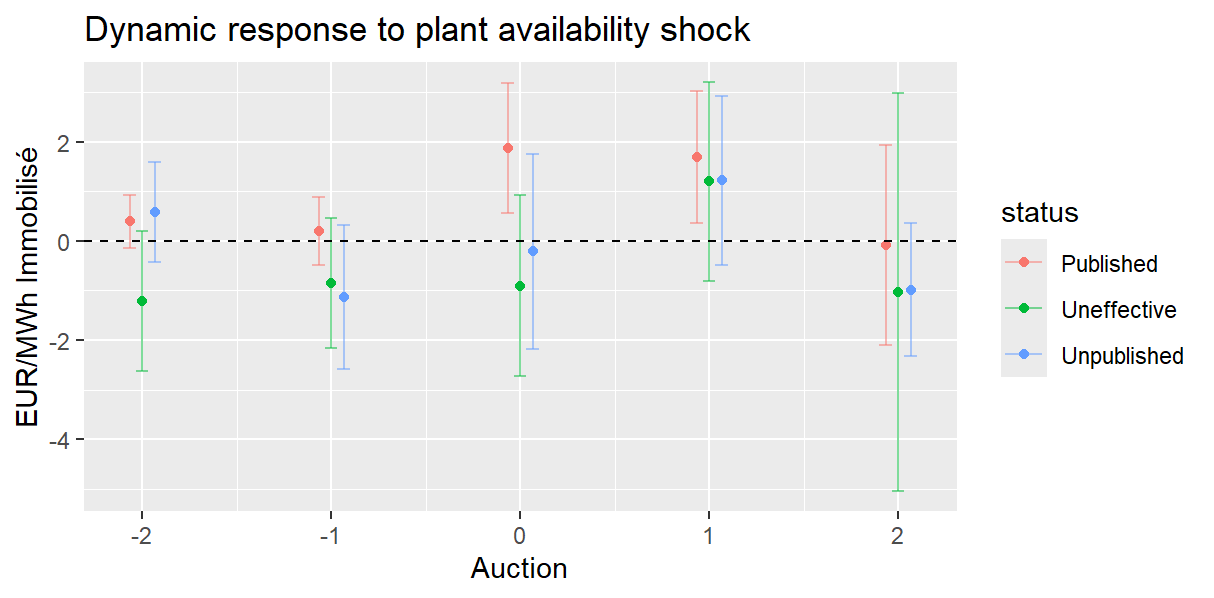 Dynamic response to plant availability shock
EUR/MWh Immobilisé
2
0
-2
-4
-2
-1
0
1
2
Auction
status
Published
Uneffective
Unpublished